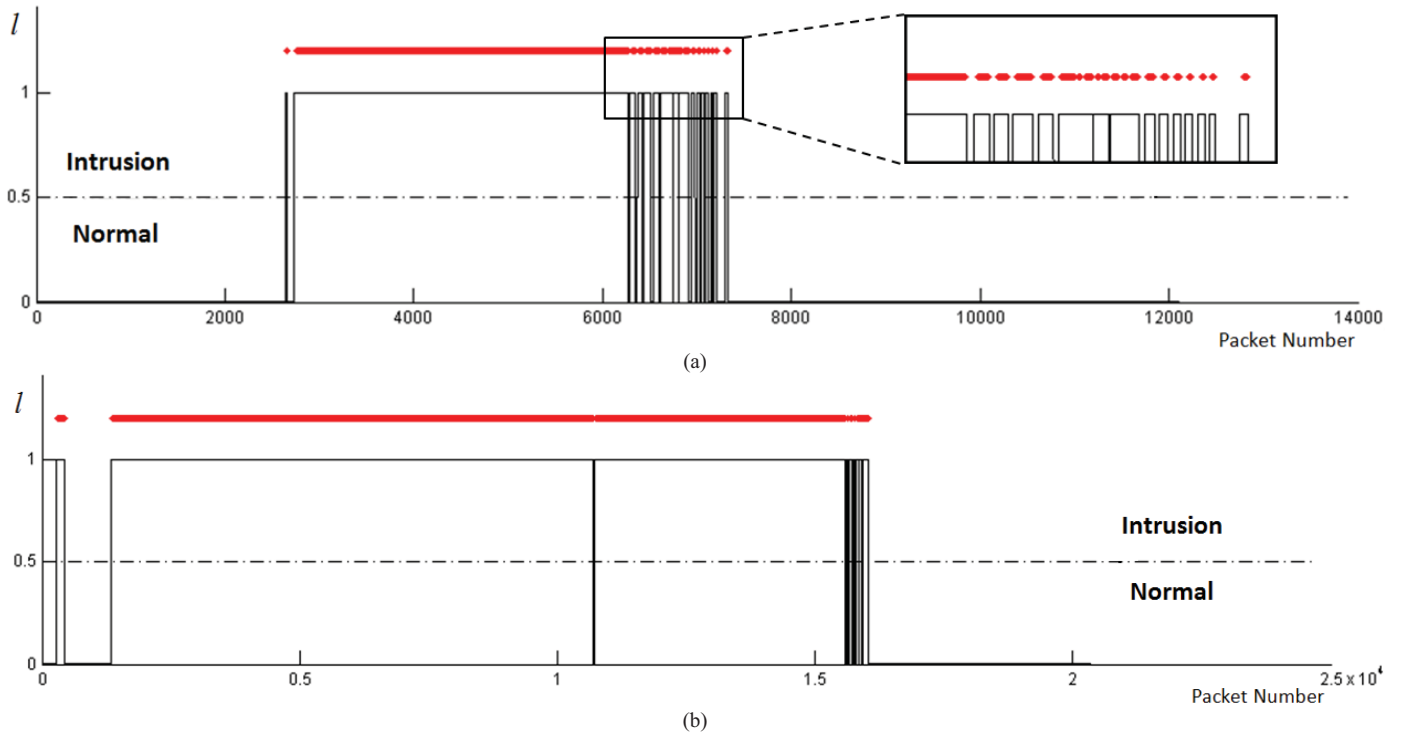 l
1
Intrusion
0.5
Normal
0
0 2000 4000 6000 8000 10000 12000 14000
Packet Number
(a)
l
1
Intrusion
0.5
Normal
0
0 0.5 1 1.5 2 2.5 x 10⁴
Packet Number
(b)